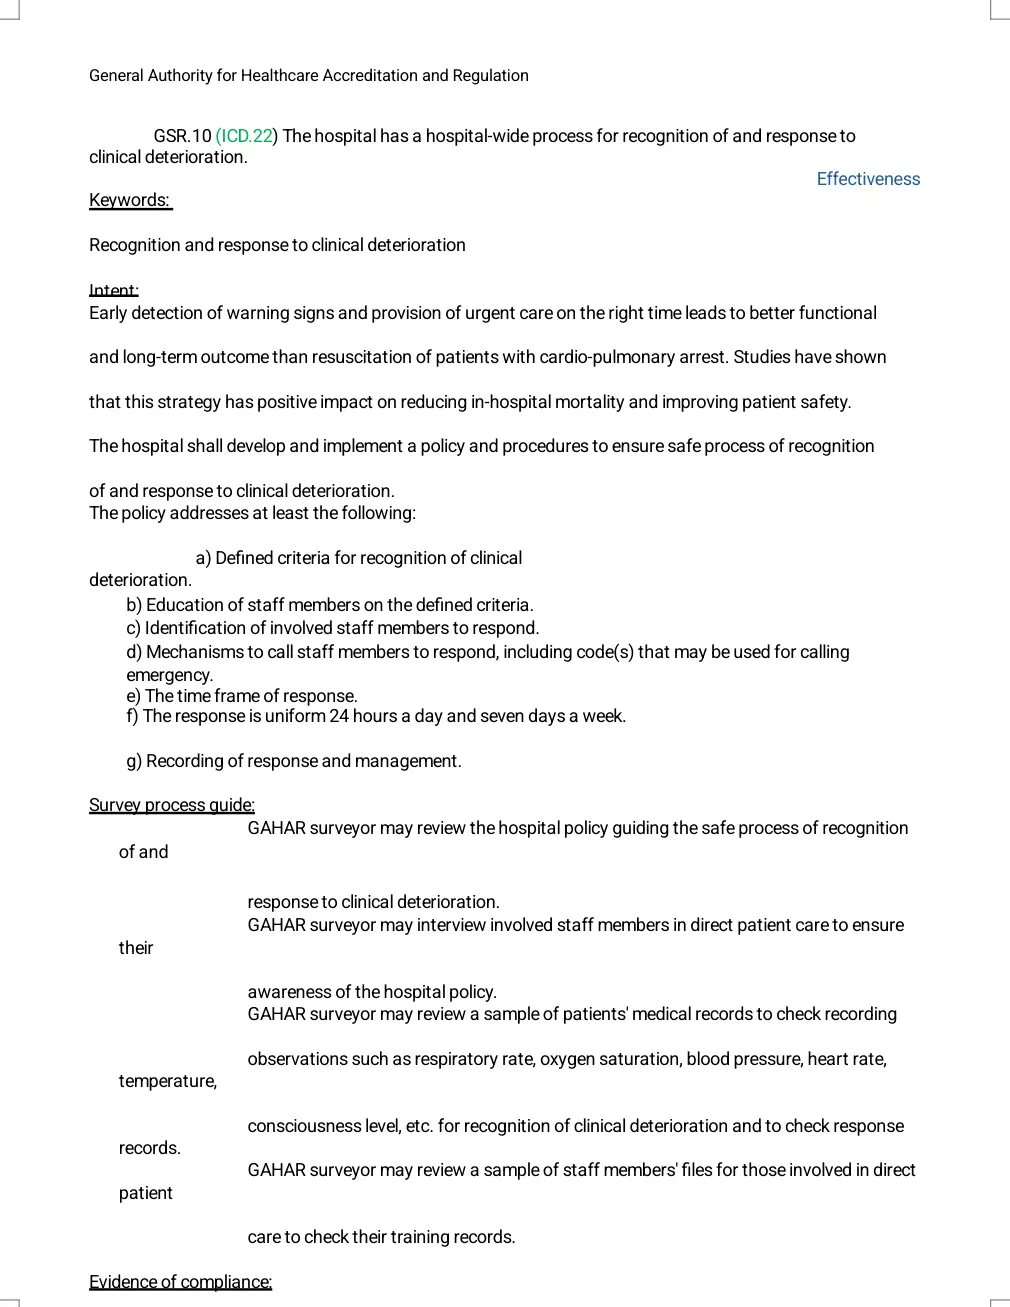 General Authority for Healthcare Accreditation and Regulation
GSR.10 (ICD.22) The hospital has a hospital-wide process for recognition of and response to
clinical deterioration.
Effectiveness
Keywords:
Recognition and response to clinical deterioration
Intent:
Early detection of warning signs and provision of urgent care on the right time leads to better functional
and long-term outcome than resuscitation of patients with cardio-pulmonary arrest. Studies have shown
that this strategy has positive impact on reducing in-hospital mortality and improving patient safety.
The hospital shall develop and implement a policy and procedures to ensure safe process of recognition
of and response to clinical deterioration.
The policy addresses at least the following:
a) Defined criteria for recognition of clinical
deterioration.
b) Education of staff members on the defined criteria.
c) Identification of involved staff members to respond.
d) Mechanisms to call staff members to respond, including code(s) that may be used for calling
emergency.
e) The time frame of response.
f) The response is uniform 24 hours a day and seven days a week.
g) Recording of response and management.
Survey process guide:
GAHAR surveyor may review the hospital policy guiding the safe process of recognition
of and
response to clinical deterioration.
GAHAR surveyor may interview involved staff members in direct patient care to ensure
their
awareness of the hospital policy.
GAHAR surveyor may review a sample of patients' medical records to check recording
observations such as respiratory rate, oxygen saturation, blood pressure, heart rate,
temperature,
consciousness level, etc. for recognition of clinical deterioration and to check response
records.
GAHAR surveyor may review a sample of staff members' files for those involved in direct
patient
care to check their training records.
Evidence of compliance: